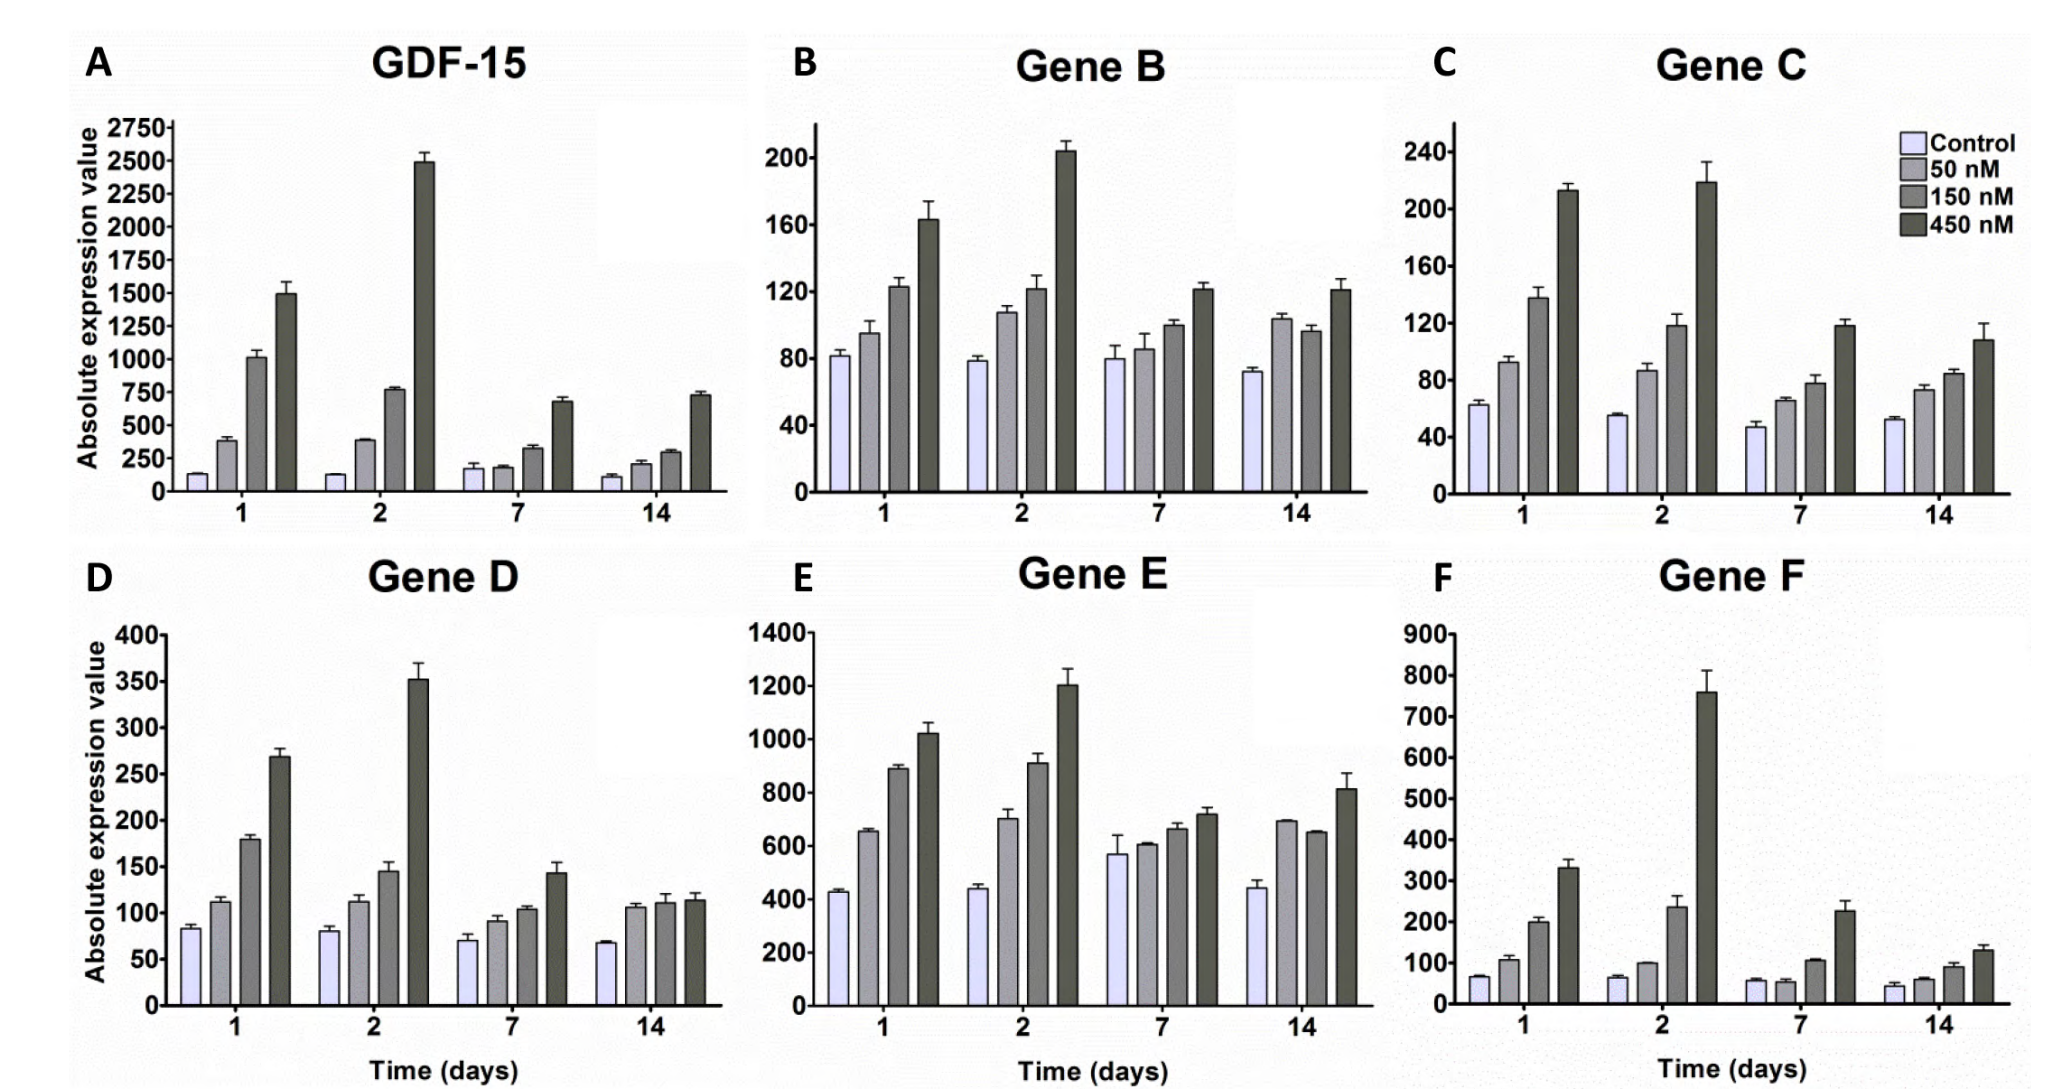 A
GDF-15
Absolute expression value
2750
2500
2250
2000
1750
1500
1250
1000
750
500
250
0
1 2 7 14
B
Gene B
200
160
120
80
40
0
1 2 7 14
C
Gene C
240
200
160
120
80
40
0
1 2 7 14
Control
50 nM
150 nM
450 nM
D
Gene D
Absolute expression value
400
350
300
250
200
150
100
50
0
1 2 7 14
Time (days)
E
Gene E
1400
1200
1000
800
600
400
200
0
1 2 7 14
Time (days)
F
Gene F
900
800
700
600
500
400
300
200
100
0
1 2 7 14
Time (days)